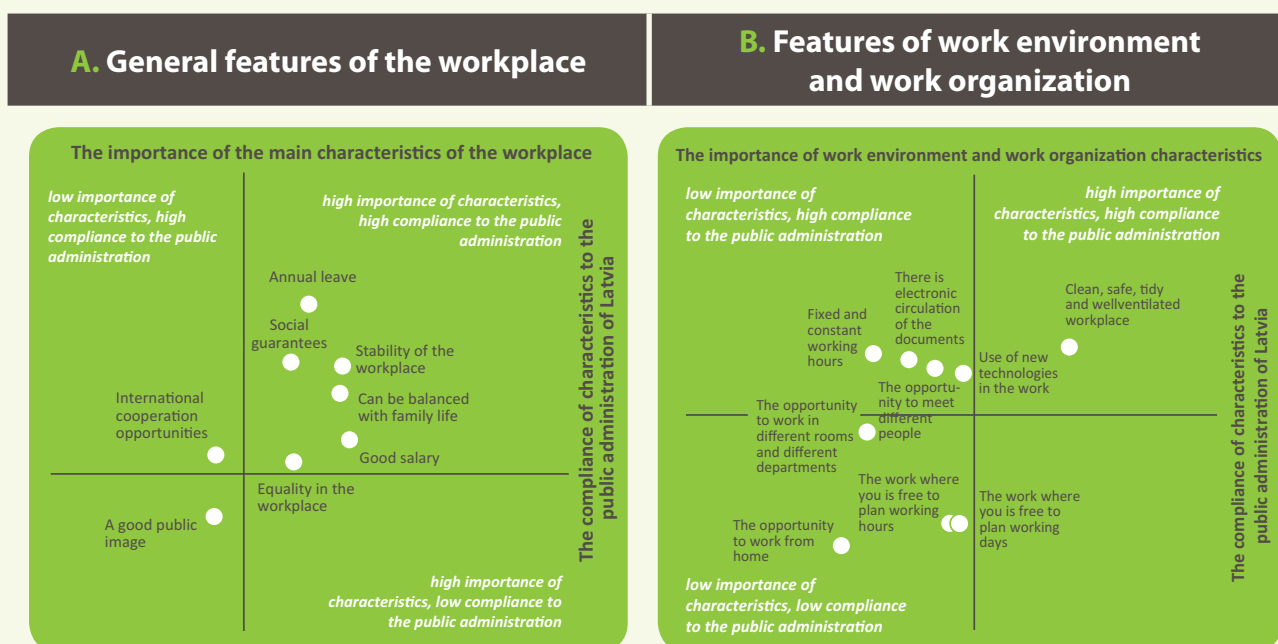 A. General features of the workplace
B. Features of work environment
and work organization
The importance of the main characteristics of the workplace
low importance of
characteristics, high
compliance to the public
administration
high importance of characteristics,
high compliance to the public
administration
Annual leave
Social
guarantees
Stability of the
workplace
Can be balanced
with family life
International
cooperation
opportunities
Good salary
Equality in the
workplace
A good public
image
high importance of
characteristics, low compliance to
the public administration
The compliance of characteristics to the
public administration of Latvia
The importance of work environment and work organization characteristics
low importance of
characteristics, high compliance
to the public administration
high importance of
characteristics, high compliance
to the public administration
There is
electronic
circulation
of the
documents
Clean, safe, tidy
and wellventilated
workplace
Fixed and
constant
working
hours
Use of new
technologies
in the work
The opportu-
nity to meet
different
people
The opportunity
to work in
different rooms
and different
departments
The work where
you is free to
plan working
hours
The work where
you is free to
plan working
days
The opportunity
to work from
home
low importance of
characteristics, low compliance
to the public administration
The compliance of characteristics to the
public administration of Latvia